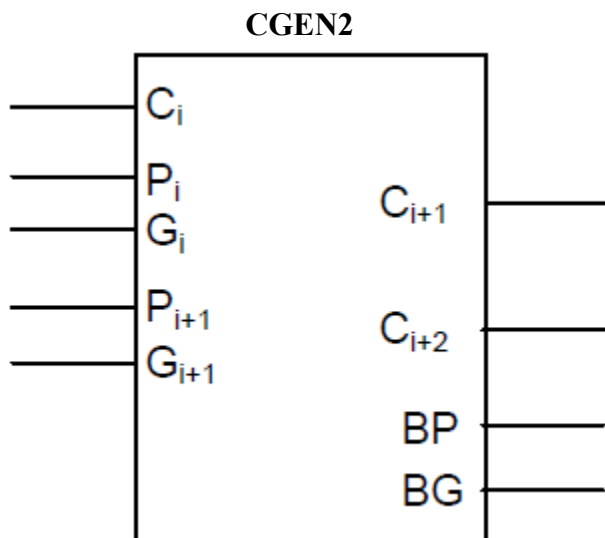 CGEN2
Cᵢ
Pᵢ
Gᵢ
Pᵢ₊₁
Gᵢ₊₁
Cᵢ₊₁
Cᵢ₊₂
BP
BG